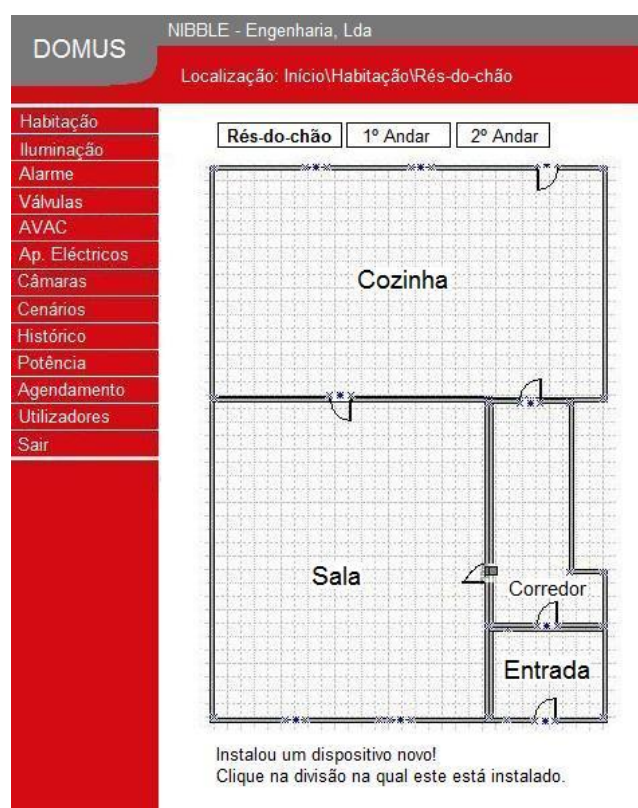 DOMUS
NIBBLE - Engenharia, Lda
Localização: Início\Habitação\Rés-do-chão
Habitação
Iluminação
Alarme
Válvulas
AVAC
Ap. Eléctricos
Câmaras
Cenários
Histórico
Potência
Agendamento
Utilizadores
Sair
Rés-do-chão 1º Andar 2º Andar
Cozinha
Sala
Corredor
Entrada
Instalou um dispositivo novo!
Clique na divisão na qual este está instalado.